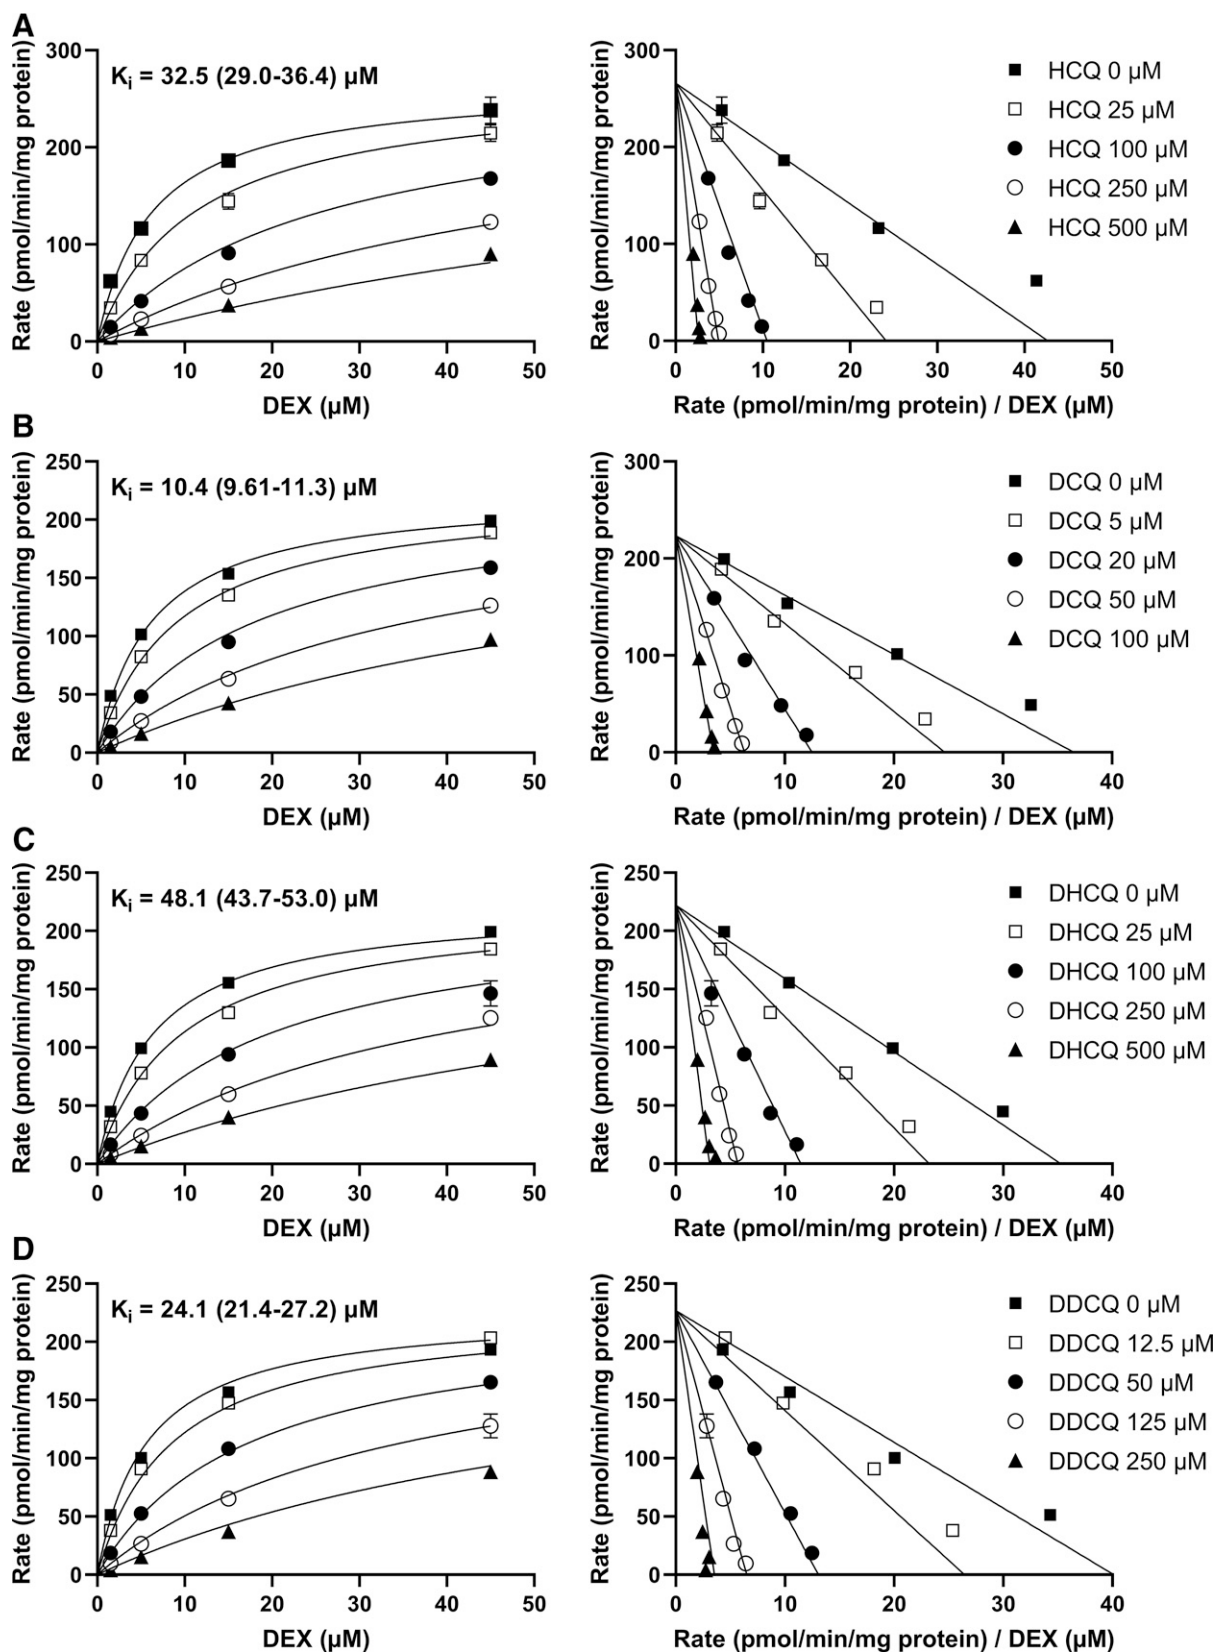 A
Rate (pmol/min/mg protein)
300
200
100
0
Kᵢ = 32.5 (29.0-36.4) µM
0 10 20 30 40 50
DEX (µM)
Rate (pmol/min/mg protein)
300
200
100
0
0 10 20 30 40 50
Rate (pmol/min/mg protein) / DEX (µM)
HCQ 0 µM
HCQ 25 µM
HCQ 100 µM
HCQ 250 µM
HCQ 500 µM
B
Rate (pmol/min/mg protein)
250
200
150
100
50
0
Kᵢ = 10.4 (9.61-11.3) µM
0 10 20 30 40 50
DEX (µM)
Rate (pmol/min/mg protein)
300
200
100
0
0 10 20 30 40
Rate (pmol/min/mg protein) / DEX (µM)
DCQ 0 µM
DCQ 5 µM
DCQ 20 µM
DCQ 50 µM
DCQ 100 µM
C
Rate (pmol/min/mg protein)
250
200
150
100
50
0
Kᵢ = 48.1 (43.7-53.0) µM
0 10 20 30 40 50
DEX (µM)
Rate (pmol/min/mg protein)
250
200
150
100
50
0
0 10 20 30 40
Rate (pmol/min/mg protein) / DEX (µM)
DHCQ 0 µM
DHCQ 25 µM
DHCQ 100 µM
DHCQ 250 µM
DHCQ 500 µM
D
Rate (pmol/min/mg protein)
250
200
150
100
50
0
Kᵢ = 24.1 (21.4-27.2) µM
0 10 20 30 40 50
DEX (µM)
Rate (pmol/min/mg protein)
250
200
150
100
50
0
0 10 20 30 40
Rate (pmol/min/mg protein) / DEX (µM)
DDCQ 0 µM
DDCQ 12.5 µM
DDCQ 50 µM
DDCQ 125 µM
DDCQ 250 µM